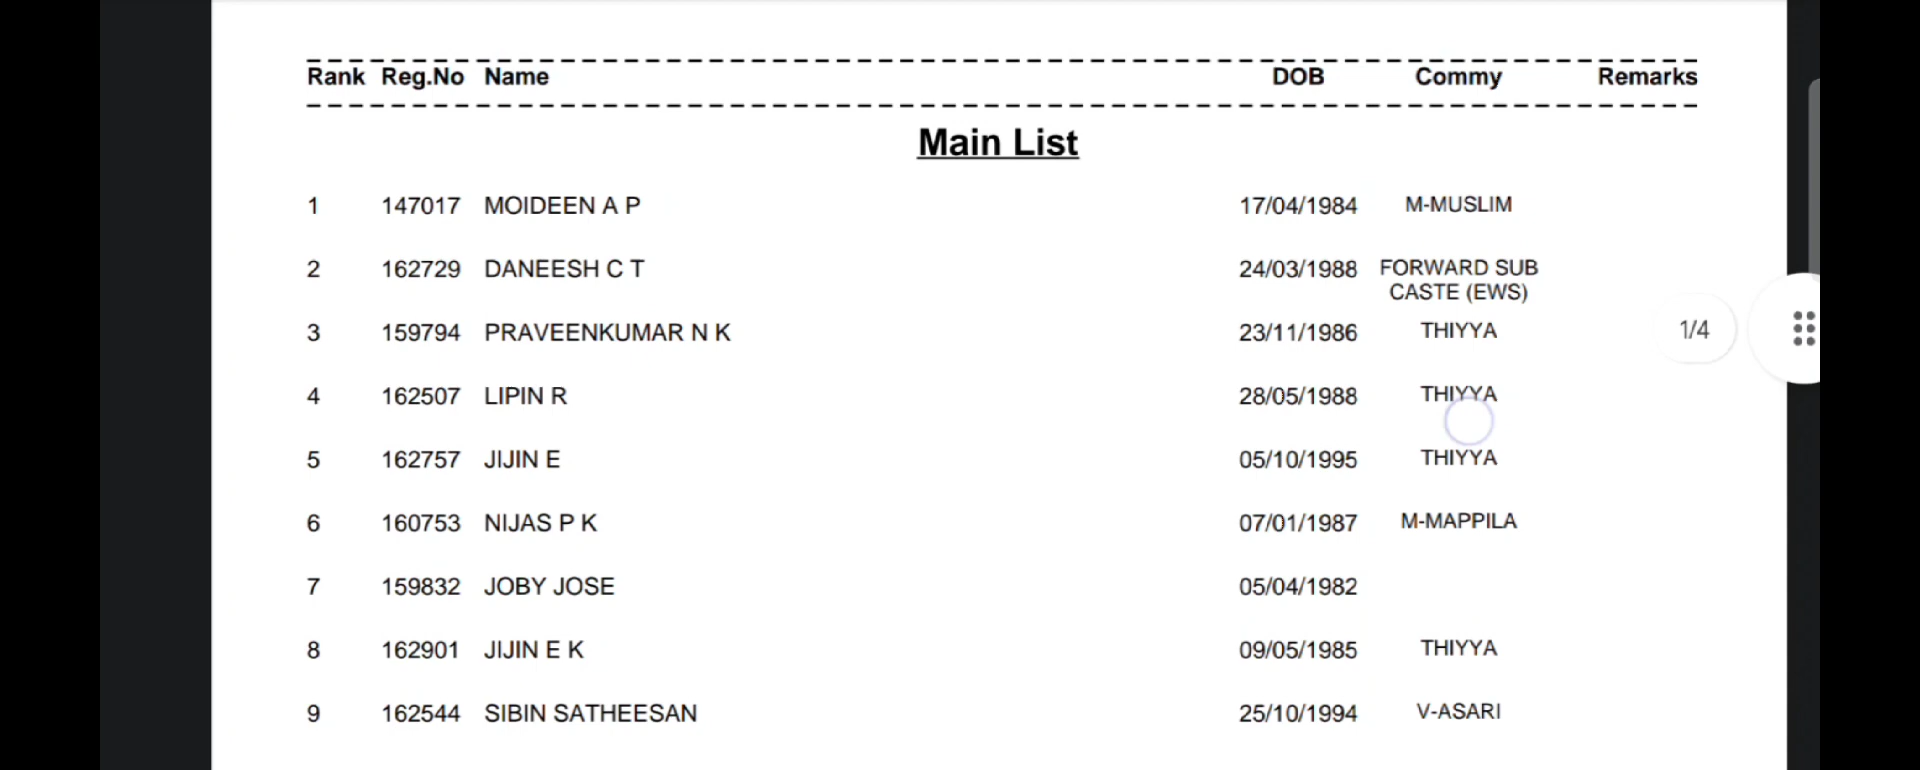 Rank Reg.No Name DOB Commy Remarks
Main List
1 147017 MOIDEEN A P 17/04/1984 M-MUSLIM
2 162729 DANEESH C T 24/03/1988 FORWARD SUB
CASTE (EWS)
3 159794 PRAVEENKUMAR N K 23/11/1986 THIYYA
1/4
4 162507 LIPIN R 28/05/1988 THIYYA
5 162757 JIJIN E 05/10/1995 THIYYA
6 160753 NIJAS P K 07/01/1987 M-MAPPILA
7 159832 JOBY JOSE 05/04/1982
8 162901 JIJIN E K 09/05/1985 THIYYA
9 162544 SIBIN SATHEESAN 25/10/1994 V-ASARI